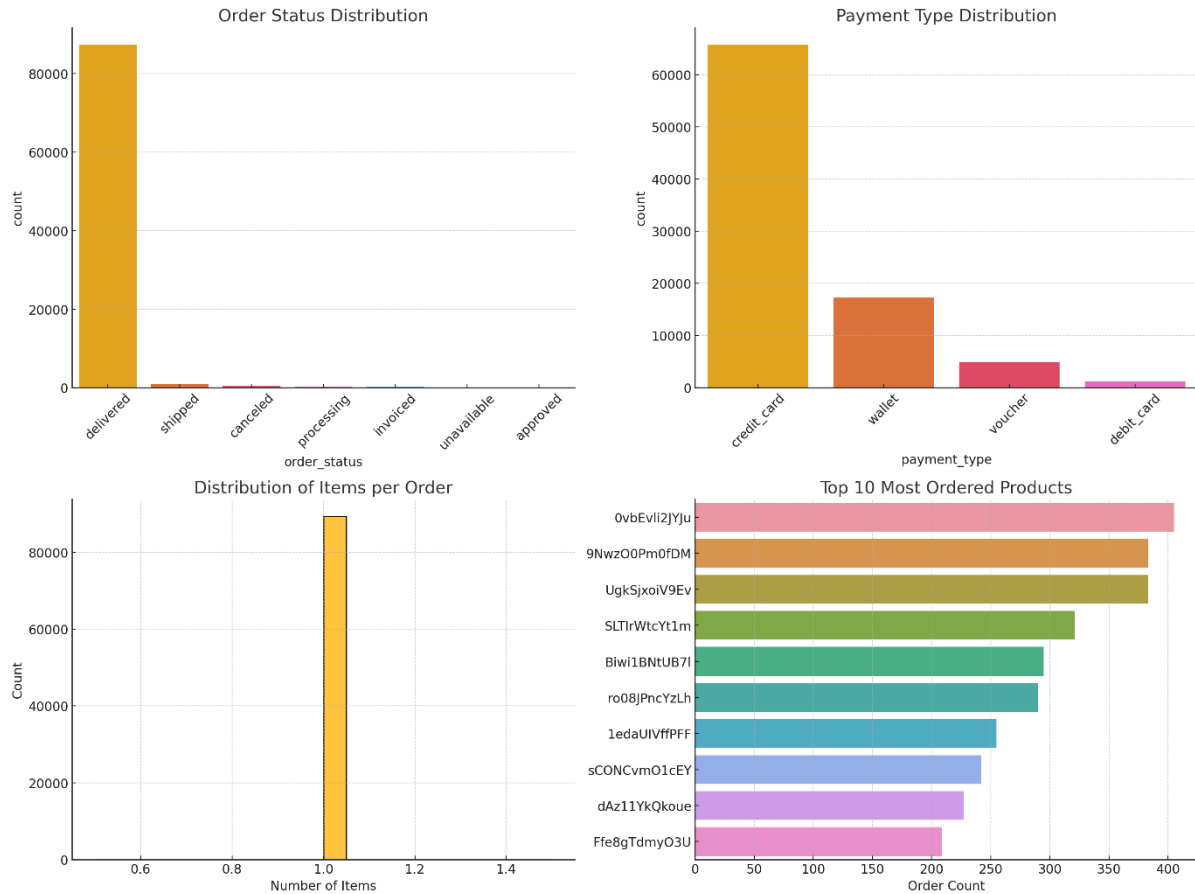 Order Status Distribution
80000
60000
40000
20000
0
count
delivered
shipped
canceled
processing
invoiced
unavailable
approved
order_status
Payment Type Distribution
60000
50000
40000
30000
20000
10000
0
count
credit_card
wallet
voucher
debit_card
payment_type
Distribution of Items per Order
80000
60000
40000
20000
0
Count
0.6 0.8 1.0 1.2 1.4
Number of Items
Top 10 Most Ordered Products
0vbEvli2JYJu
9NwzO0Pm0fDM
UgkSjxoiV9Ev
SLTIrWtcYt1m
Biwi1BNtUB7l
ro08JPncYzLh
1edaUIVffPFF
sCONCvmO1cEY
dAz11YkQkoue
Ffe8gTdmyO3U
0 50 100 150 200 250 300 350 400
Order Count